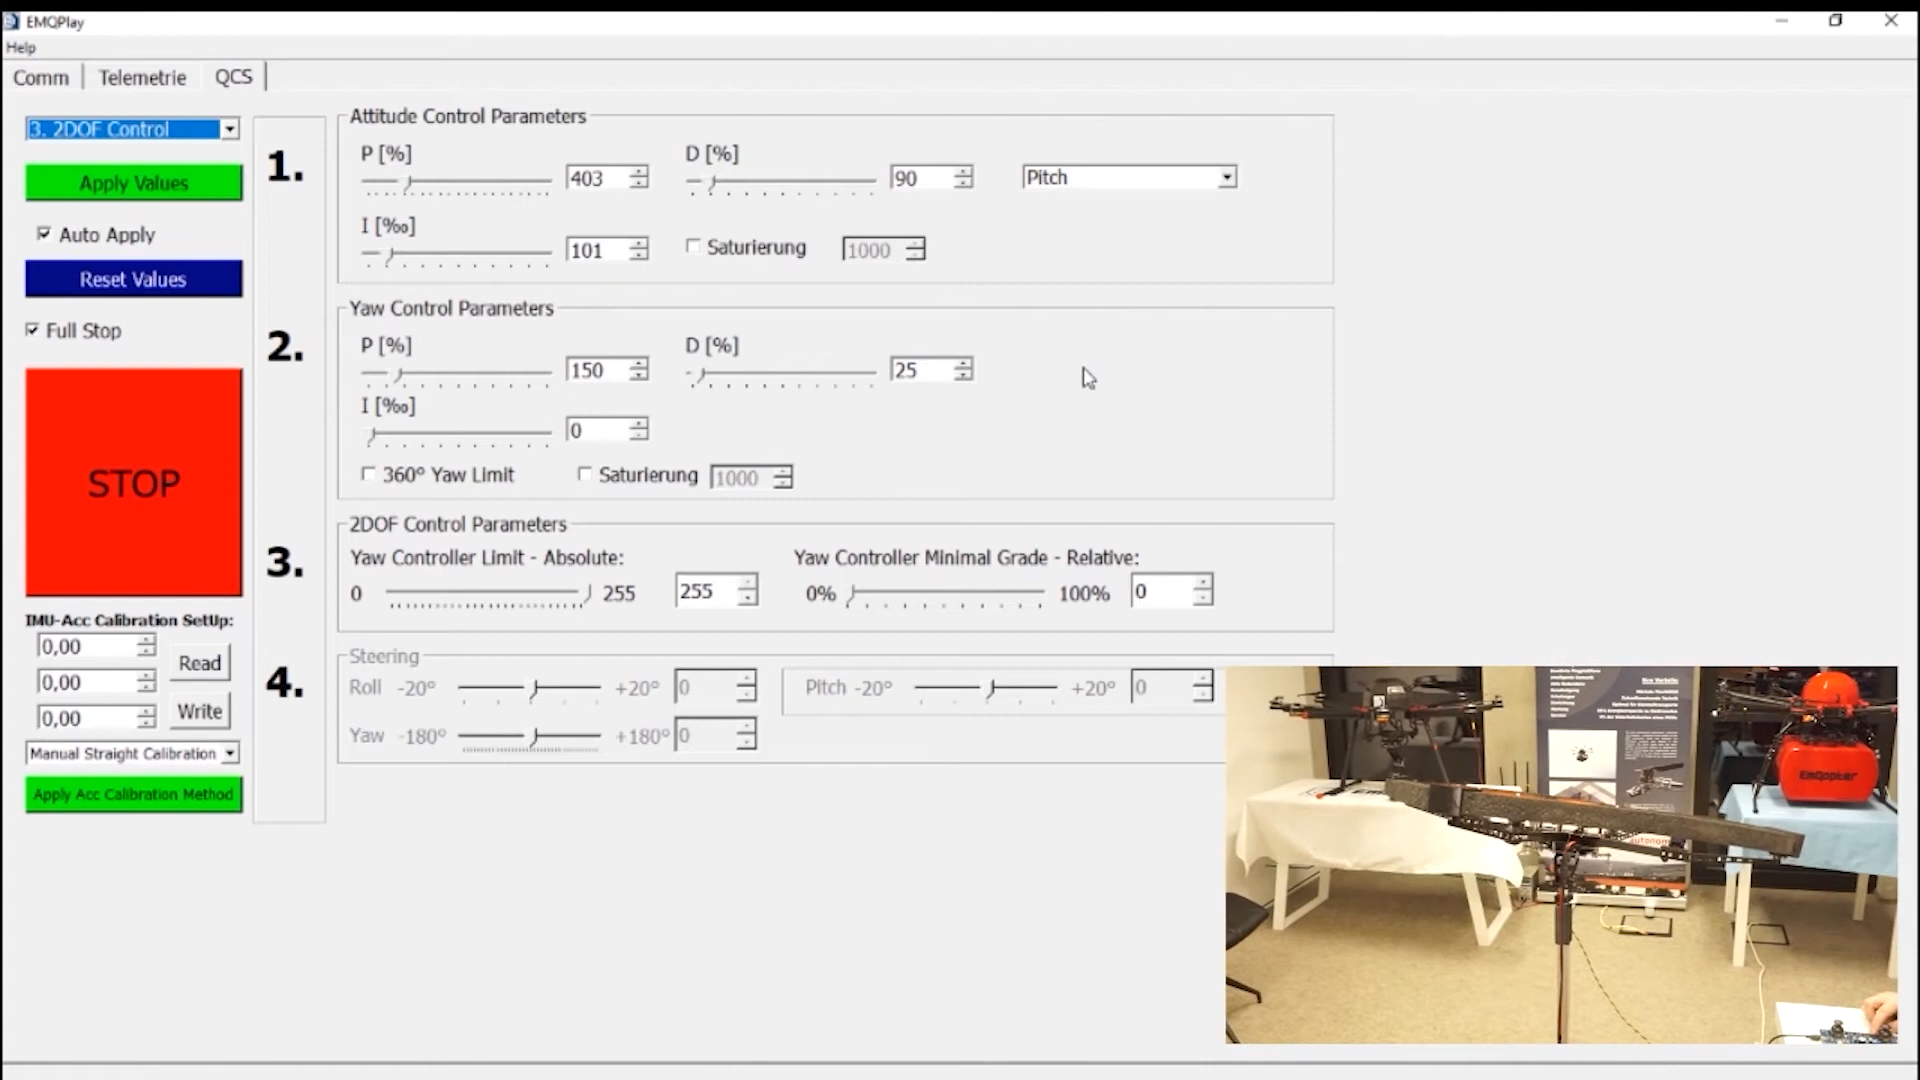 EMQPlay
Help
Comm
Telemetrie
QCS
3. 2DOF Control
Apply Values
Auto Apply
Reset Values
Full Stop
STOP
IMU-Acc Calibration SetUp:
0,00
0,00
0,00
Read
Write
Manual Straight Calibration
Apply Acc Calibration Method
1.
Attitude Control Parameters
P [%]
403
D [%]
90
Pitch
I [‰]
101
Saturierung
1000
2.
Yaw Control Parameters
P [%]
150
D [%]
25
I [‰]
0
360° Yaw Limit
Saturierung
1000
3.
2DOF Control Parameters
Yaw Controller Limit - Absolute:
0
255
255
Yaw Controller Minimal Grade - Relative:
0%
100%
0
4.
Steering
Roll -20°
+20°
0
Pitch -20°
+20°
0
Yaw -180°
+180°
0
Ihre Vorteile:
EmQopter
autonom